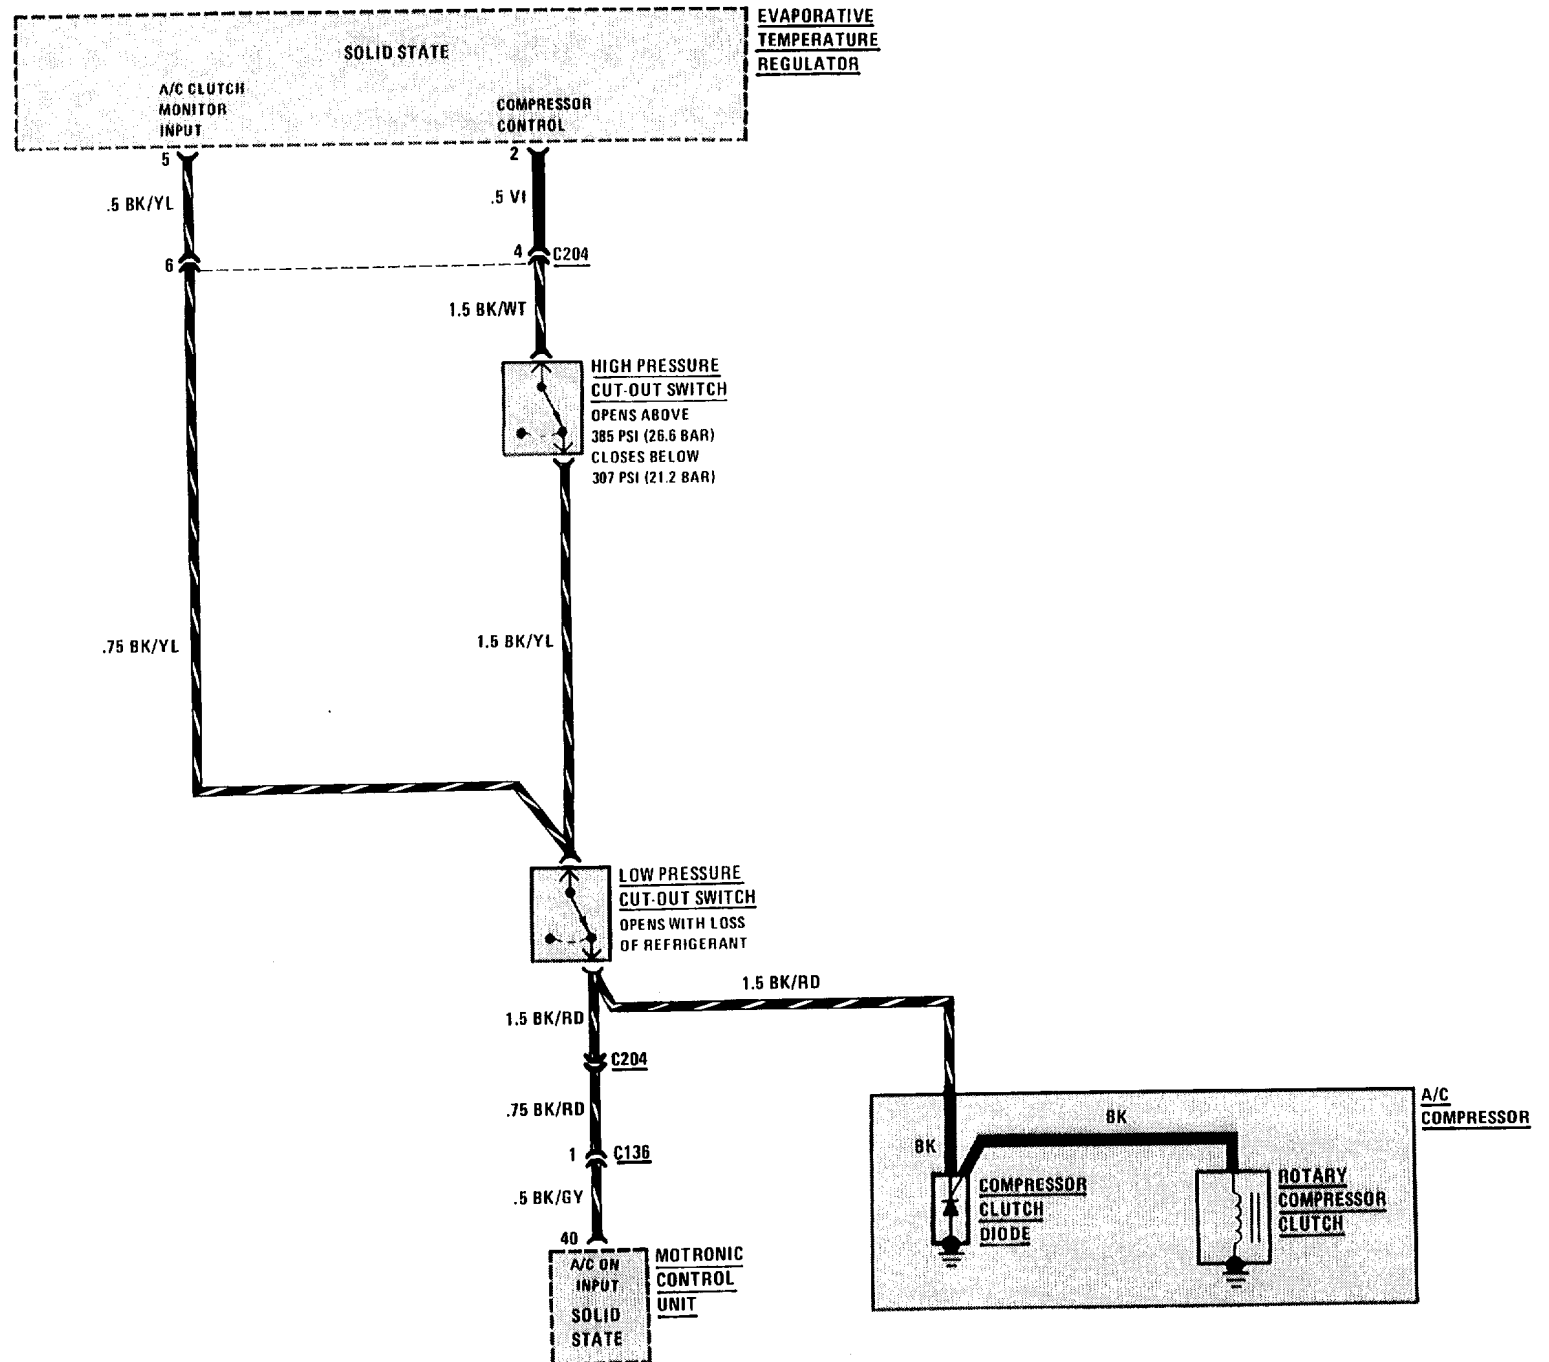 EVAPORATIVE
TEMPERATURE
REGULATOR
SOLID STATE
A/C CLUTCH
MONITOR
INPUT
COMPRESSOR
CONTROL
5
2
.5 BK/YL
.5 VI
6
4
C204
1.5 BK/WT
HIGH PRESSURE
CUT-OUT SWITCH
OPENS ABOVE
385 PSI (26.6 BAR)
CLOSES BELOW
307 PSI (21.2 BAR)
.75 BK/YL
1.5 BK/YL
LOW PRESSURE
CUT-OUT SWITCH
OPENS WITH LOSS
OF REFRIGERANT
1.5 BK/RD
1.5 BK/RD
C204
.75 BK/RD
1
C136
.5 BK/GY
40
A/C ON
INPUT
SOLID
STATE
MOTRONIC
CONTROL
UNIT
A/C
COMPRESSOR
BK
BK
COMPRESSOR
CLUTCH
DIODE
ROTARY
COMPRESSOR
CLUTCH